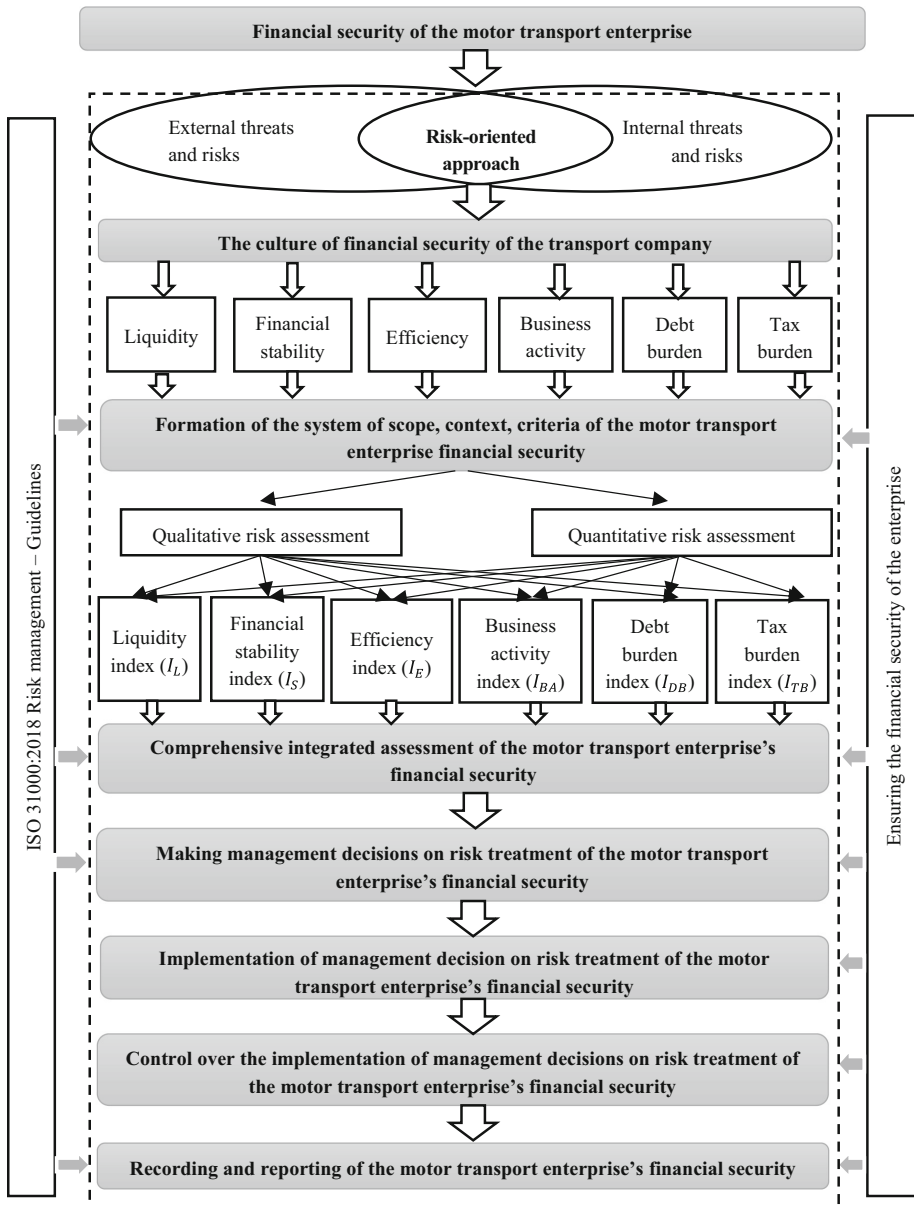 Financial security of the motor transport enterprise
External threats
and risks
Risk-oriented
approach
Internal threats
and risks
The culture of financial security of the transport company
Liquidity
Financial
stability
Efficiency
Business
activity
Debt
burden
Tax
burden
Formation of the system of scope, context, criteria of the motor transport
enterprise financial security
Qualitative risk assessment
Quantitative risk assessment
Liquidity
index (I_L)
Financial
stability
index (I_S)
Efficiency
index (I_E)
Business
activity
index (I_BA)
Debt
burden
index (I_DB)
Tax
burden
index (I_TB)
Comprehensive integrated assessment of the motor transport enterprise's
financial security
Making management decisions on risk treatment of the motor transport
enterprise's financial security
Implementation of management decision on risk treatment of the motor
transport enterprise's financial security
Control over the implementation of management decisions on risk treatment of
the motor transport enterprise's financial security
Recording and reporting of the motor transport enterprise's financial security
ISO 31000:2018 Risk management – Guidelines
Ensuring the financial security of the enterprise